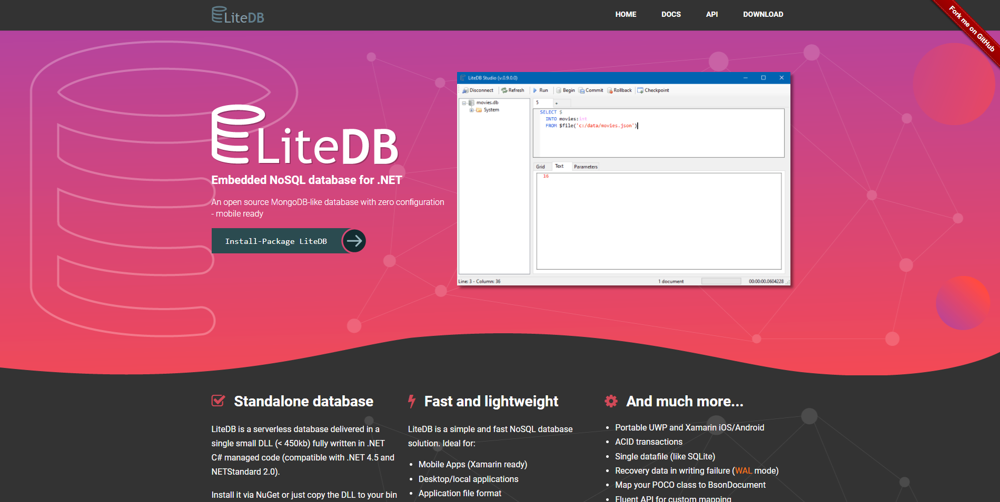 LiteDB
HOME DOCS API DOWNLOAD
Fork me on GitHub
LiteDB
Embedded NoSQL database for .NET
An open source MongoDB-like database with zero configuration
- mobile ready
Install-Package LiteDB
LiteDB Studio (v.0.9.0.0)
Disconnect Refresh Run Begin Commit Rollback Checkpoint
movies.db
System
5 +
SELECT $
INTO movies:int
FROM $file('c:/data/movies.json')
Grid Text Parameters
16
Line: 3 - Column: 36 1 document 00:00:00.0604228
Standalone database
LiteDB is a serverless database delivered in a
single small DLL (< 450kb) fully written in .NET
C# managed code (compatible with .NET 4.5 and
NETStandard 2.0).
Install it via NuGet or just copy the DLL to your bin
Fast and lightweight
LiteDB is a simple and fast NoSQL database
solution. Ideal for:
• Mobile Apps (Xamarin ready)
• Desktop/local applications
• Application file format
And much more...
• Portable UWP and Xamarin iOS/Android
• ACID transactions
• Single datafile (like SQLite)
• Recovery data in writing failure (WAL mode)
• Map your POCO class to BsonDocument
• Fluent API for custom mapping